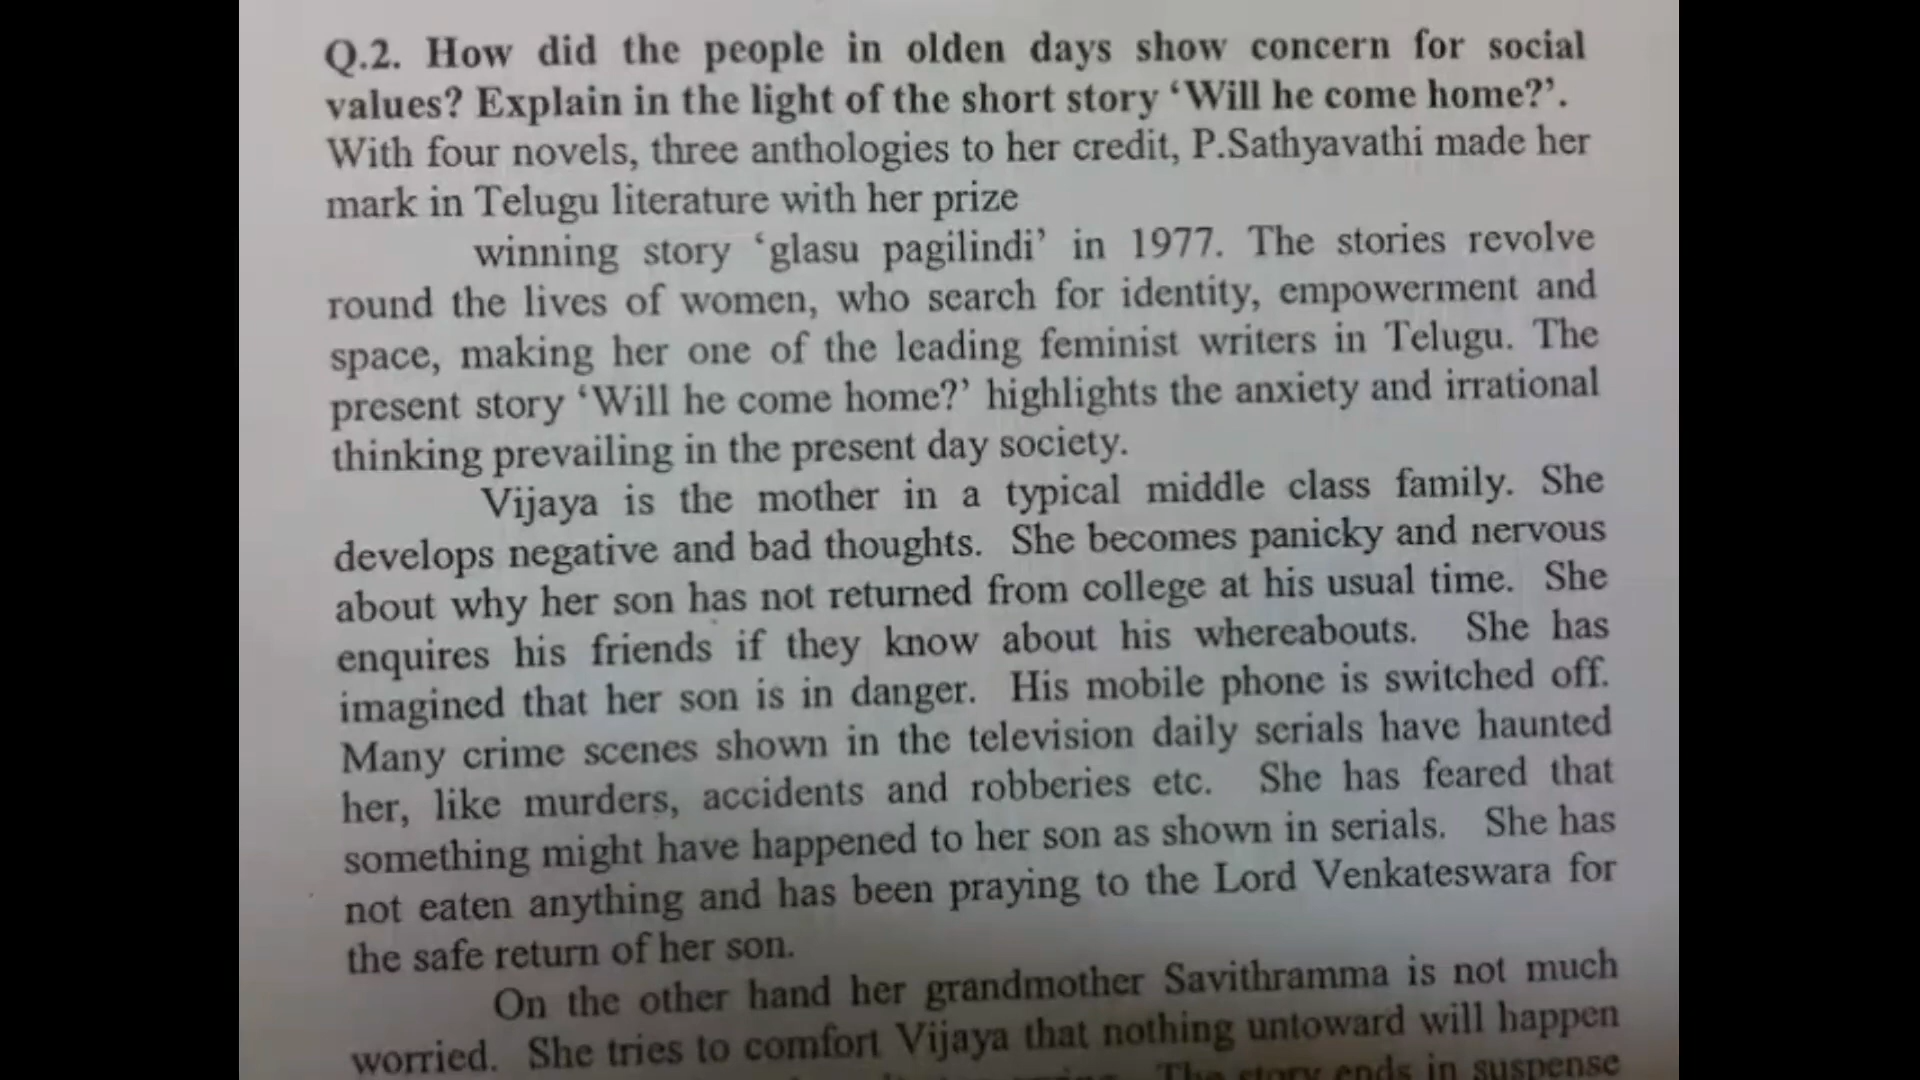 Q.2. How did the people in olden days show concern for social
values? Explain in the light of the short story ‘Will he come home?’.
With four novels, three anthologies to her credit, P.Sathyavathi made her
mark in Telugu literature with her prize
winning story ‘glasu pagilindi’ in 1977. The stories revolve
round the lives of women, who search for identity, empowerment and
space, making her one of the leading feminist writers in Telugu. The
present story ‘Will he come home?’ highlights the anxiety and irrational
thinking prevailing in the present day society.
Vijaya is the mother in a typical middle class family. She
develops negative and bad thoughts. She becomes panicky and nervous
about why her son has not returned from college at his usual time. She
enquires his friends if they know about his whereabouts. She has
imagined that her son is in danger. His mobile phone is switched off.
Many crime scenes shown in the television daily serials have haunted
her, like murders, accidents and robberies etc. She has feared that
something might have happened to her son as shown in serials. She has
not eaten anything and has been praying to the Lord Venkateswara for
the safe return of her son.
On the other hand her grandmother Savithramma is not much
worried. She tries to comfort Vijaya that nothing untoward will happen
The story ends in suspense